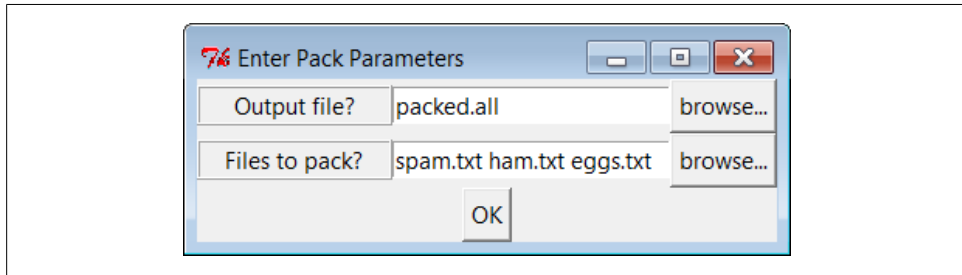 Enter Pack Parameters
Output file? packed.all browse...
Files to pack? spam.txt ham.txt eggs.txt browse...
OK